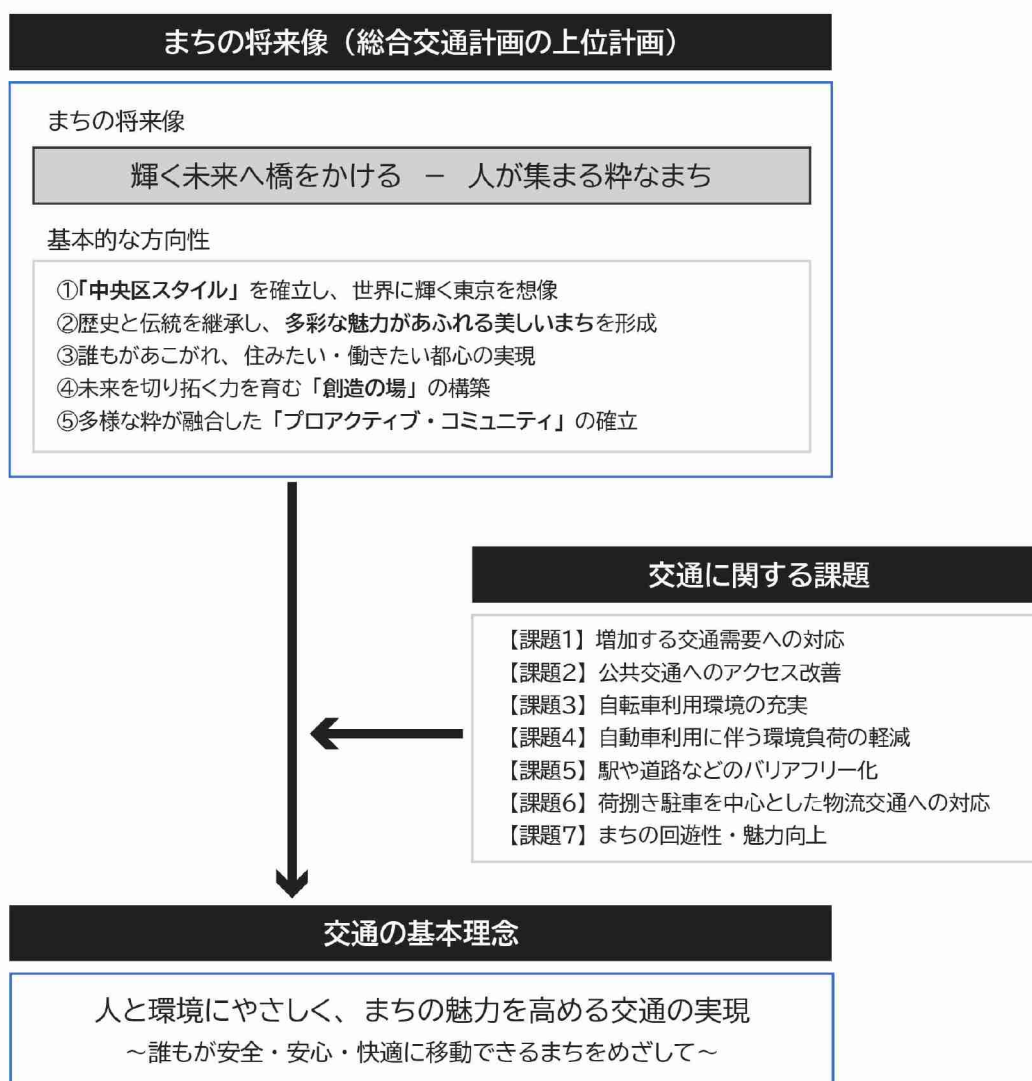 まちの将来像（総合交通計画の上位計画）
まちの将来像
輝く未来へ橋をかける － 人が集まる粋なまち
基本的な方向性
①「中央区スタイル」を確立し、世界に輝く東京を想像
②歴史と伝統を継承し、多彩な魅力があふれる美しいまちを形成
③誰もがあこがれ、住みたい・働きたい都心の実現
④未来を切り拓く力を育む「創造の場」の構築
⑤多様な粋が融合した「プロアクティブ・コミュニティ」の確立
交通に関する課題
【課題1】増加する交通需要への対応
【課題2】公共交通へのアクセス改善
【課題3】自転車利用環境の充実
【課題4】自動車利用に伴う環境負荷の軽減
【課題5】駅や道路などのバリアフリー化
【課題6】荷捌き駐車を中心とした物流交通への対応
【課題7】まちの回遊性・魅力向上
交通の基本理念
人と環境にやさしく、まちの魅力を高める交通の実現
～誰もが安全・安心・快適に移動できるまちをめざして～